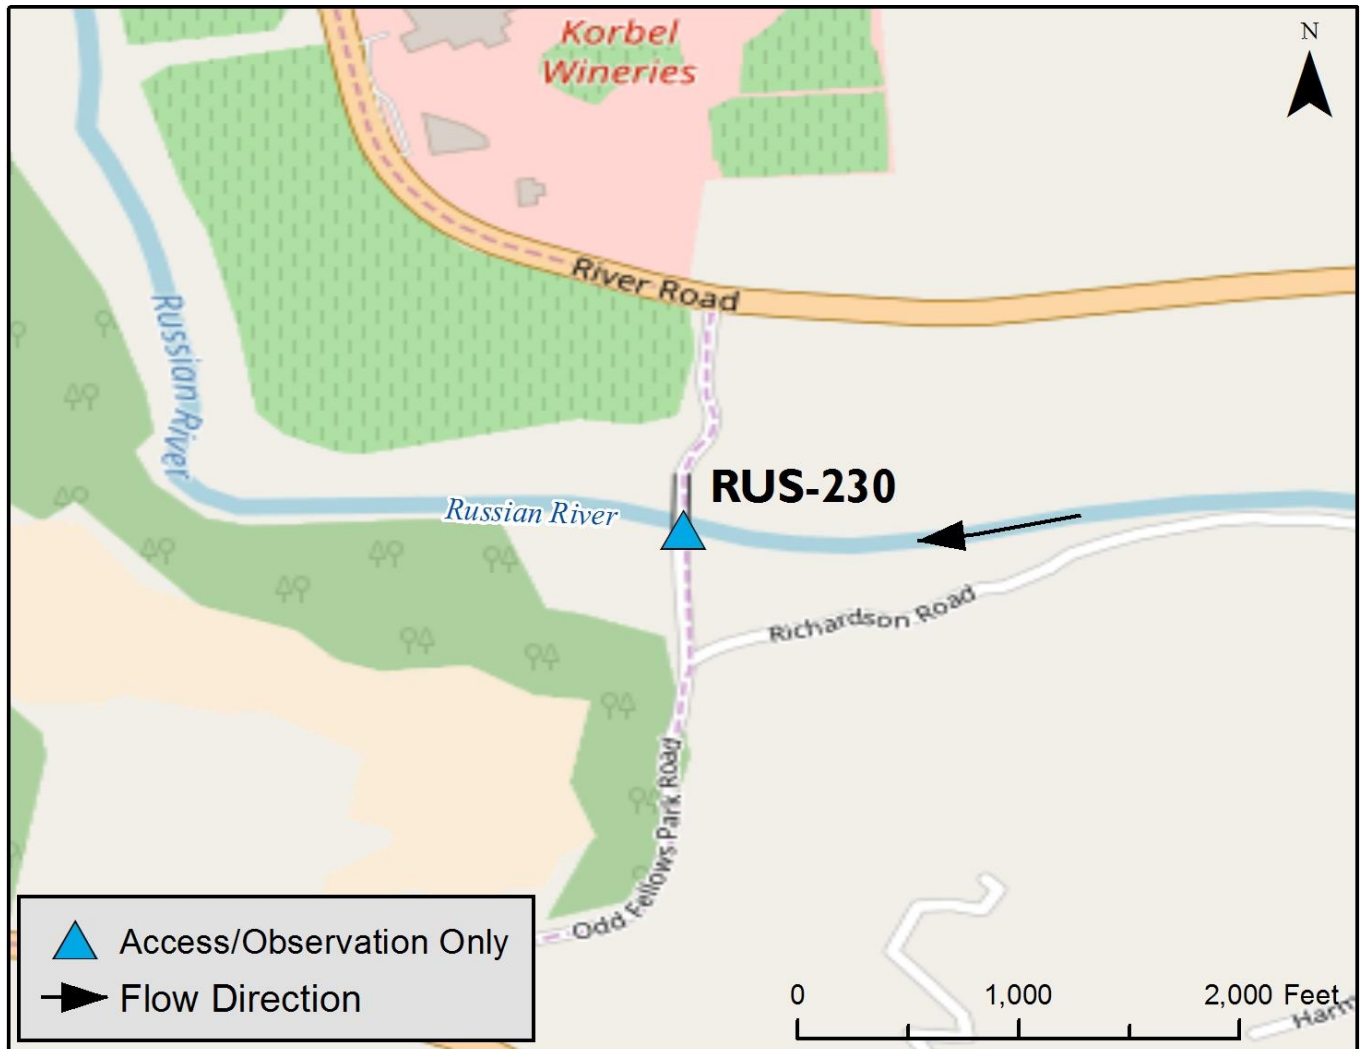 Korbel
Wineries
N
River Road
Russian River
RUS-230
Russian River
Richardson Road
Odd Fellows Park Road
Access/Observation Only
Flow Direction
0 1,000 2,000 Feet
Harm